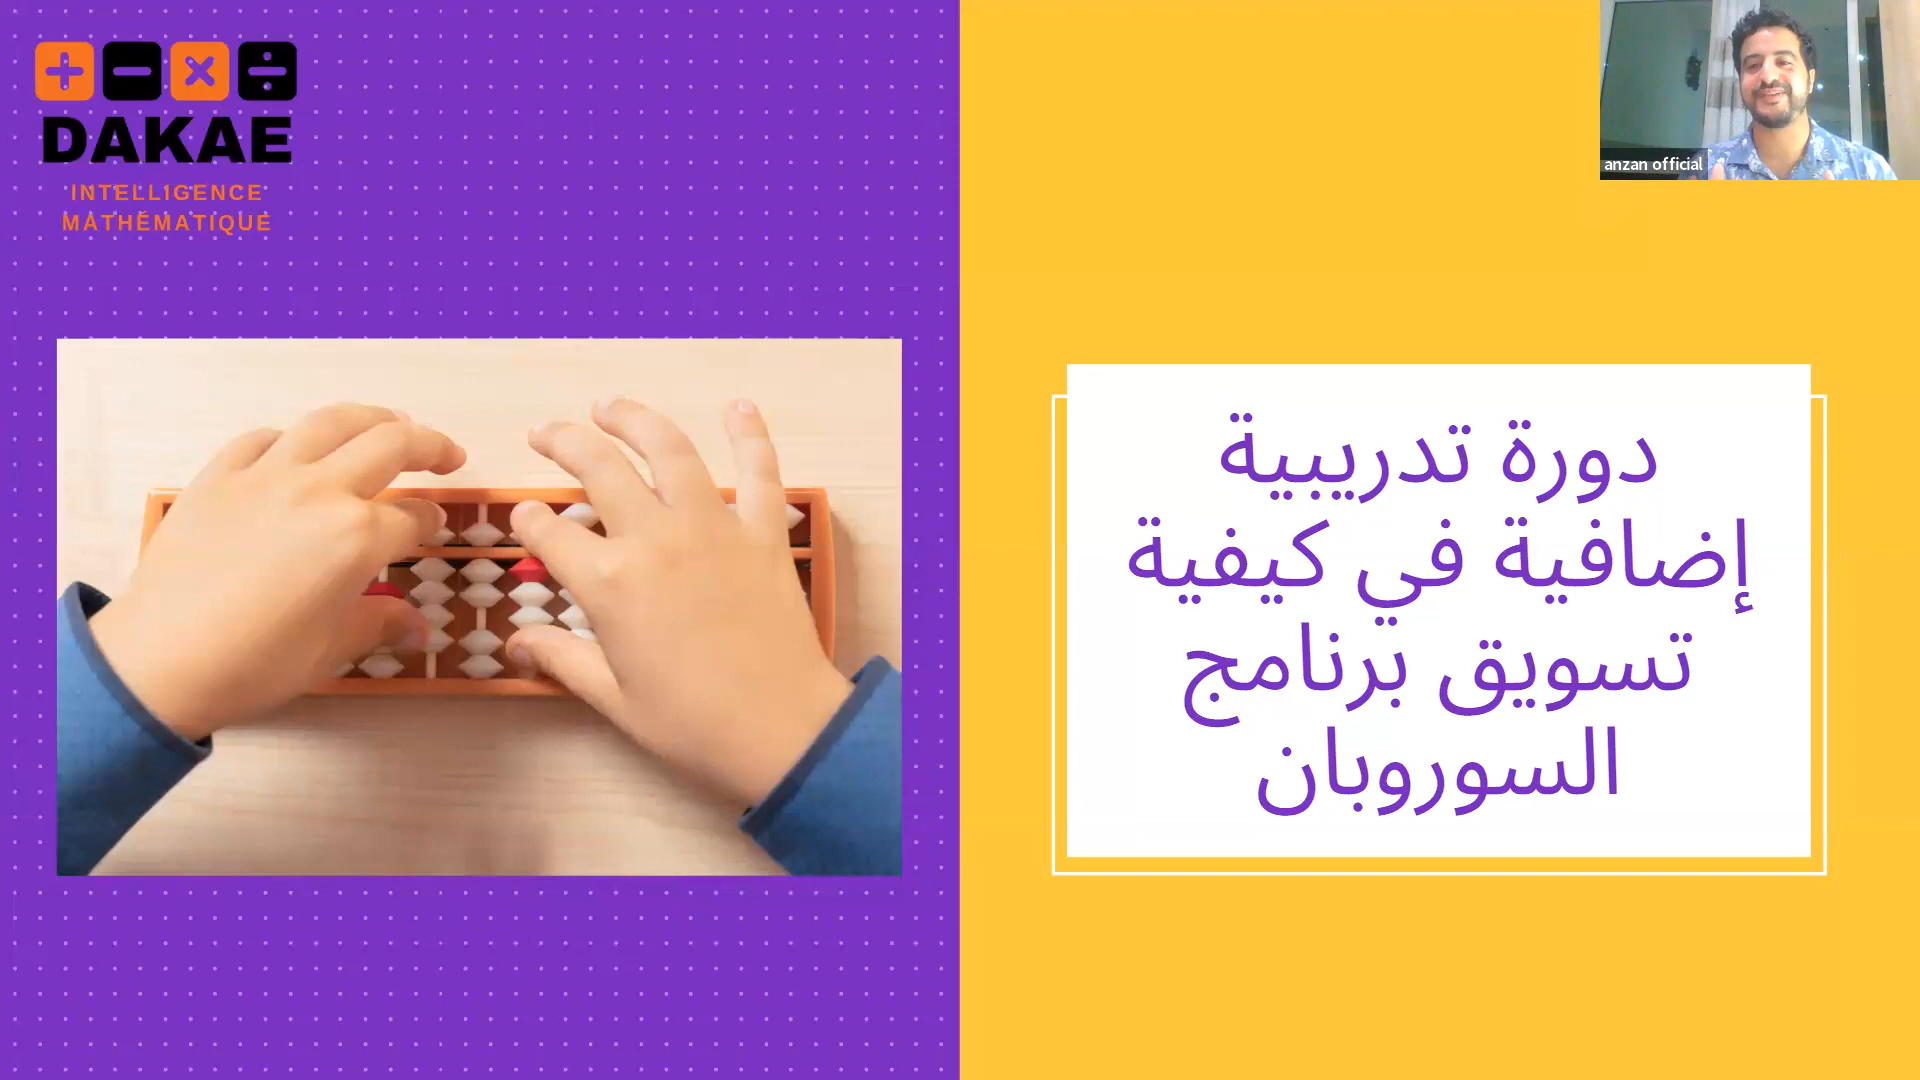 DAKAE
INTELLIGENCE
MATHÉMATIQUE
anzan official
دورة تدريبية
إضافية في كيفية
تسويق برنامج
السوروبان